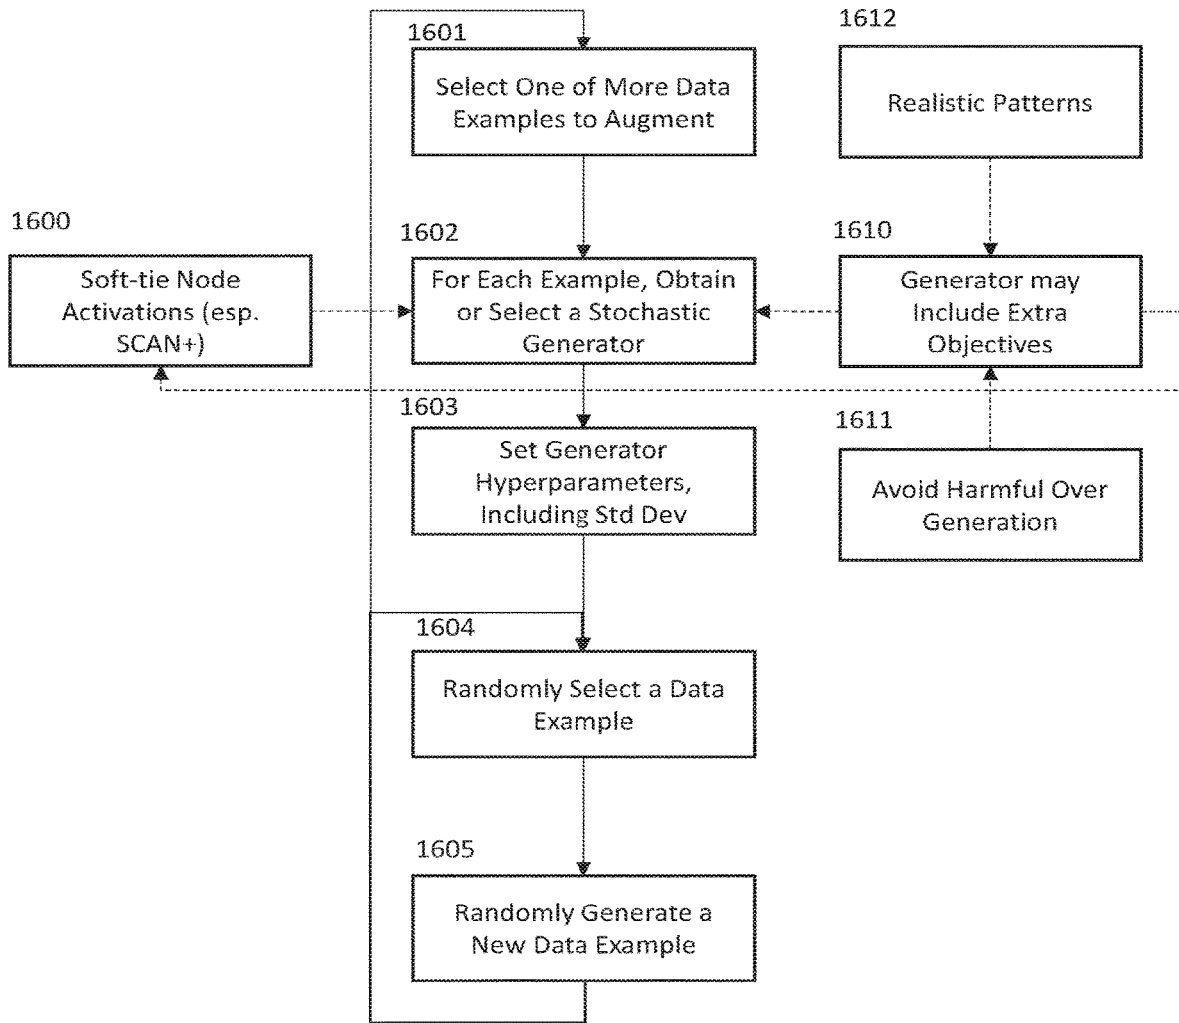 1601
Select One of More Data
Examples to Augment
1612
Realistic Patterns
1600
Soft-tie Node
Activations (esp.
SCAN+)
1602
For Each Example, Obtain
or Select a Stochastic
Generator
1610
Generator may
Include Extra
Objectives
1603
Set Generator
Hyperparameters,
Including Std Dev
1611
Avoid Harmful Over
Generation
1604
Randomly Select a Data
Example
1605
Randomly Generate a
New Data Example